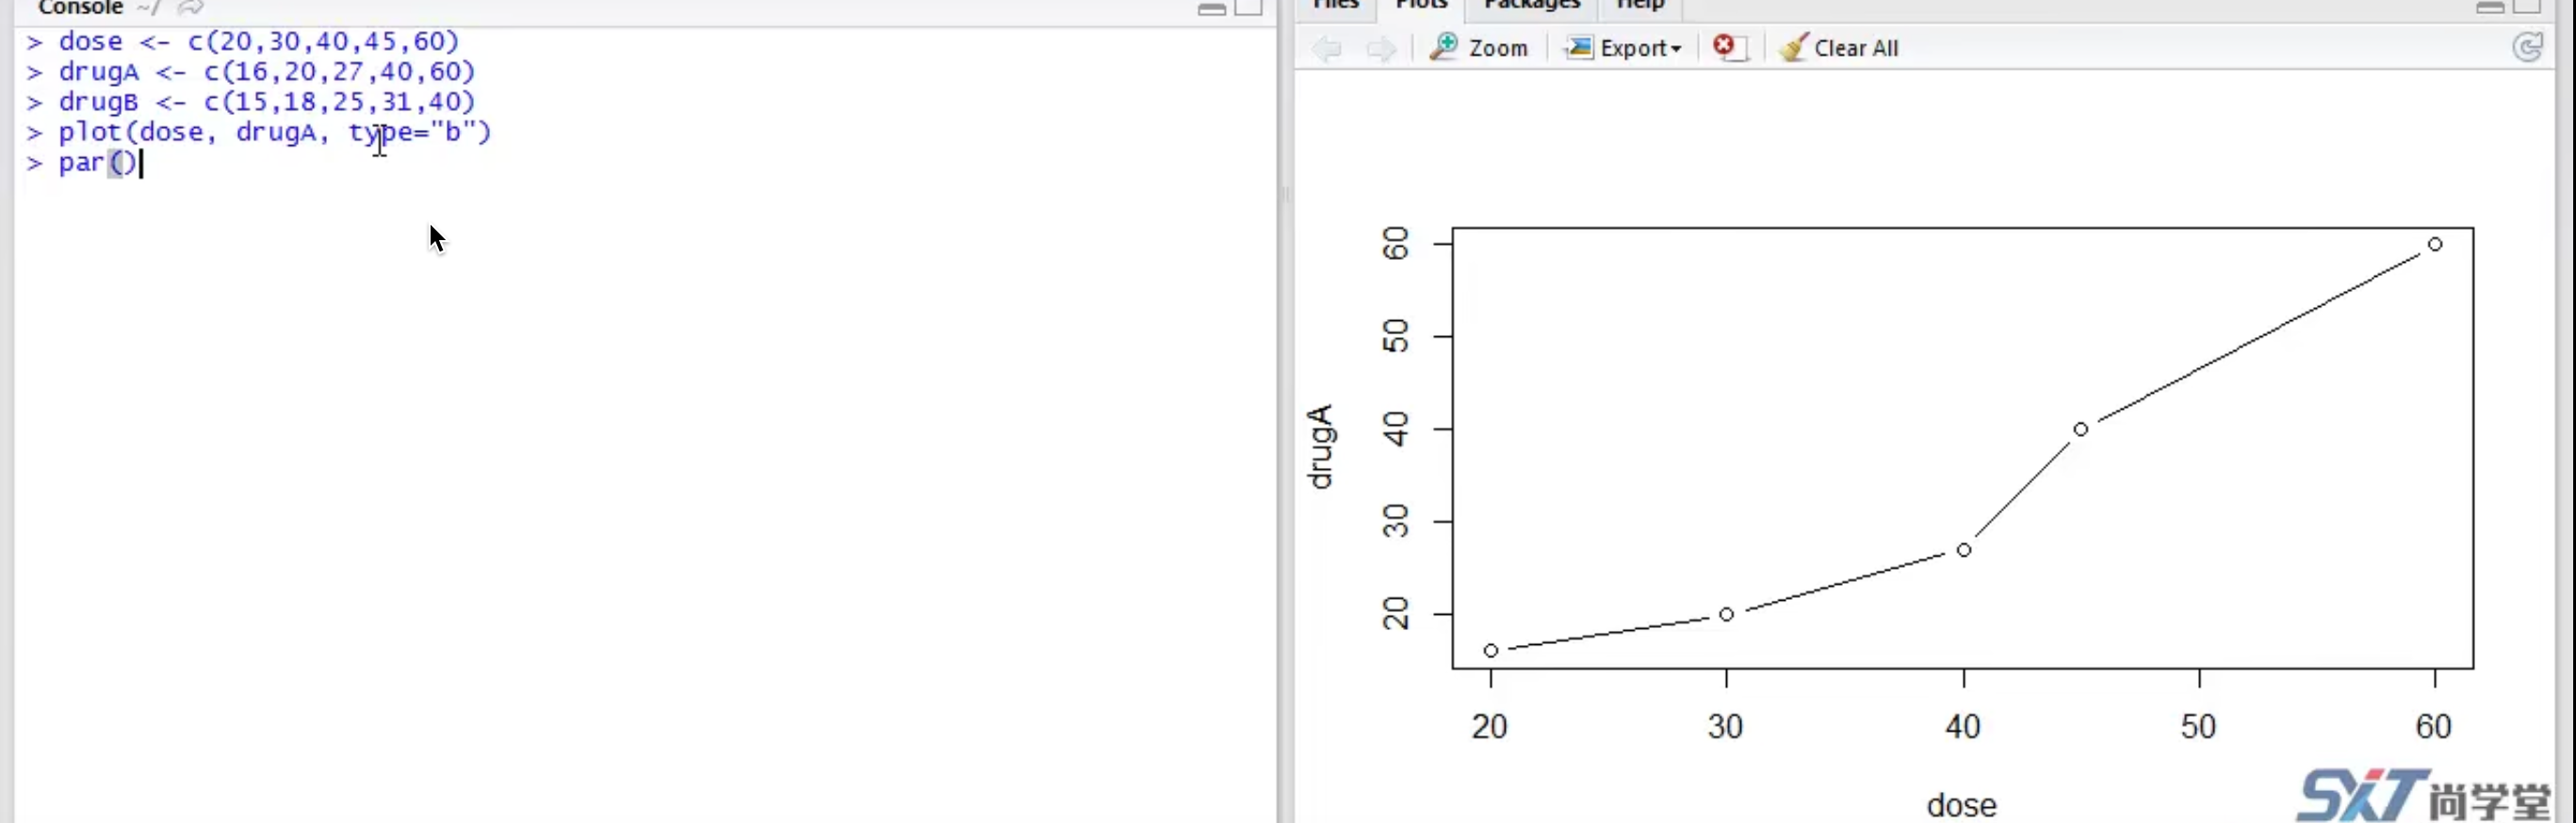 Console ~/
> dose <- c(20,30,40,45,60)
> drugA <- c(16,20,27,40,60)
> drugB <- c(15,18,25,31,40)
> plot(dose, drugA, type="b")
> par()
Files Plots Packages Help
Zoom Export Clear All
60
50
40
30
20
drugA
20 30 40 50 60
dose
SXT 尚学堂